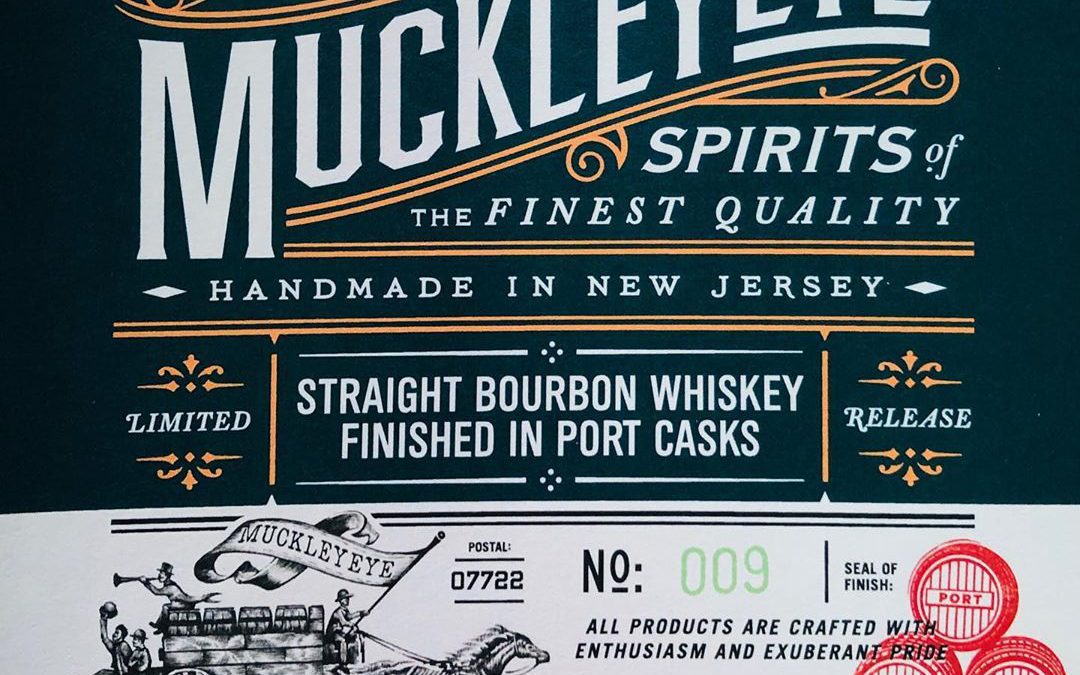 MUCKLEYEYE
SPIRITS of
THE FINEST QUALITY
HANDMADE IN NEW JERSEY
LIMITED
STRAIGHT BOURBON WHISKEY
FINISHED IN PORT CASKS
RELEASE
MUCKLEYEYE
POSTAL:
07722
No: 009
SEAL OF
FINISH:
PORT
ALL PRODUCTS ARE CRAFTED WITH
ENTHUSIASM AND EXUBERANT PRIDE